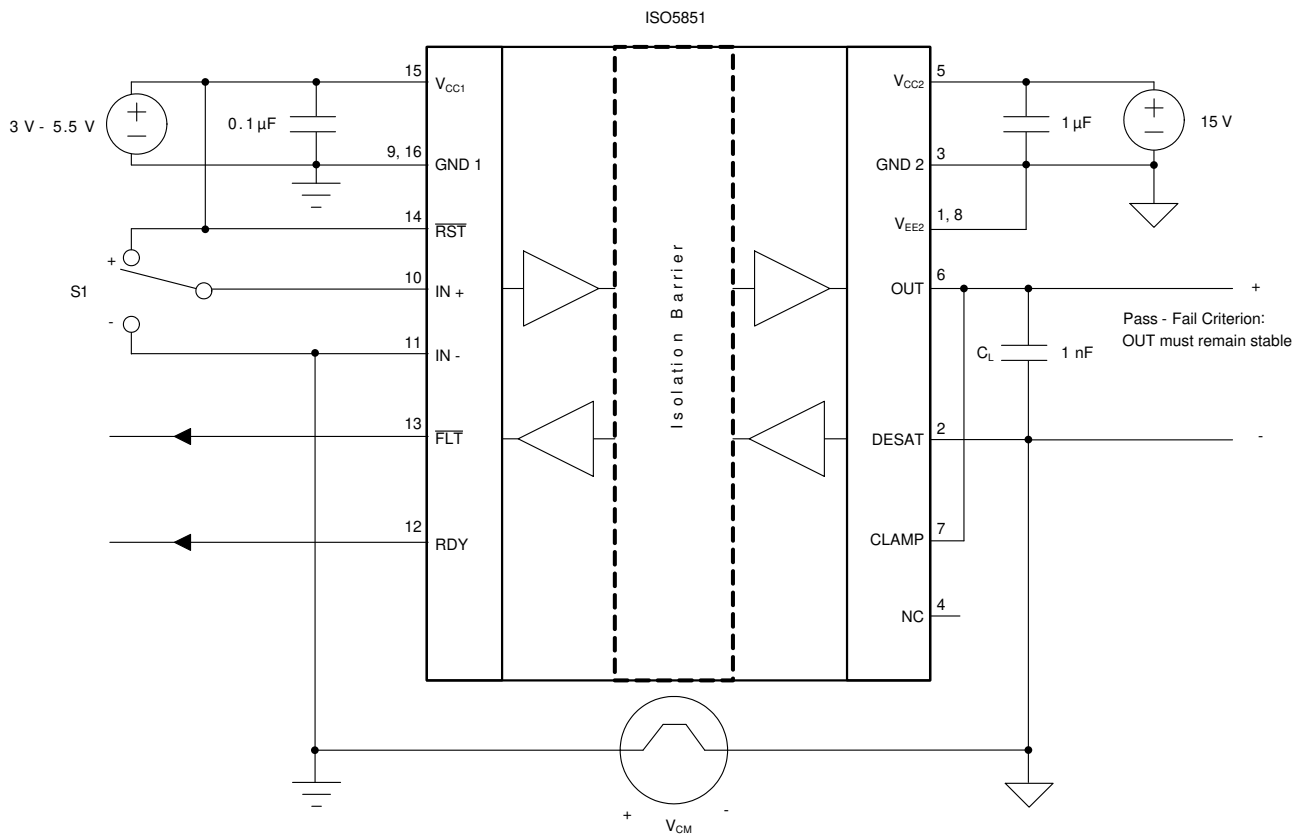 ISO5851
15
VCC1
3 V - 5.5 V
+
−
0.1 µF
9, 16
GND 1
14
RST
+
S1
-
10
IN +
11
IN -
13
FLT
12
RDY
Isolation Barrier
5
VCC2
1 µF
+
−
15 V
3
GND 2
1, 8
VEE2
6
OUT
+
Pass - Fail Criterion:
OUT must remain stable
CL
1 nF
2
DESAT
-
7
CLAMP
4
NC
+
-
VCM